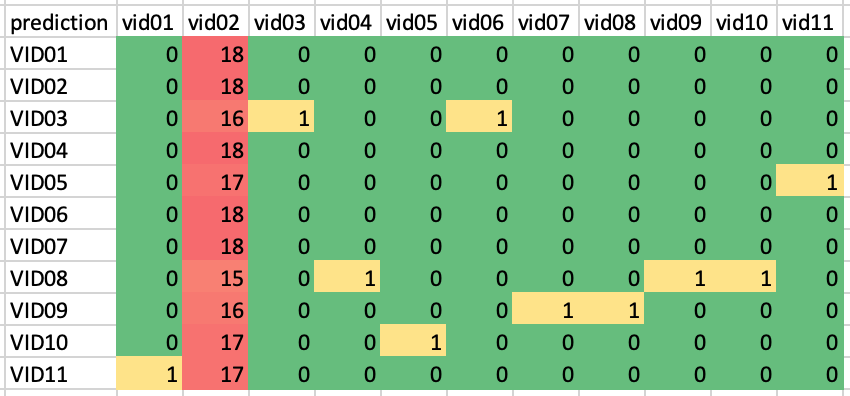 prediction vid01 vid02 vid03 vid04 vid05 vid06 vid07 vid08 vid09 vid10 vid11
VID01 0 18 0 0 0 0 0 0 0 0 0
VID02 0 18 0 0 0 0 0 0 0 0 0
VID03 0 16 1 0 0 1 0 0 0 0 0
VID04 0 18 0 0 0 0 0 0 0 0 0
VID05 0 17 0 0 0 0 0 0 0 0 1
VID06 0 18 0 0 0 0 0 0 0 0 0
VID07 0 18 0 0 0 0 0 0 0 0 0
VID08 0 15 0 1 0 0 0 0 1 1 0
VID09 0 16 0 0 0 0 1 1 0 0 0
VID10 0 17 0 0 1 0 0 0 0 0 0
VID11 1 17 0 0 0 0 0 0 0 0 0